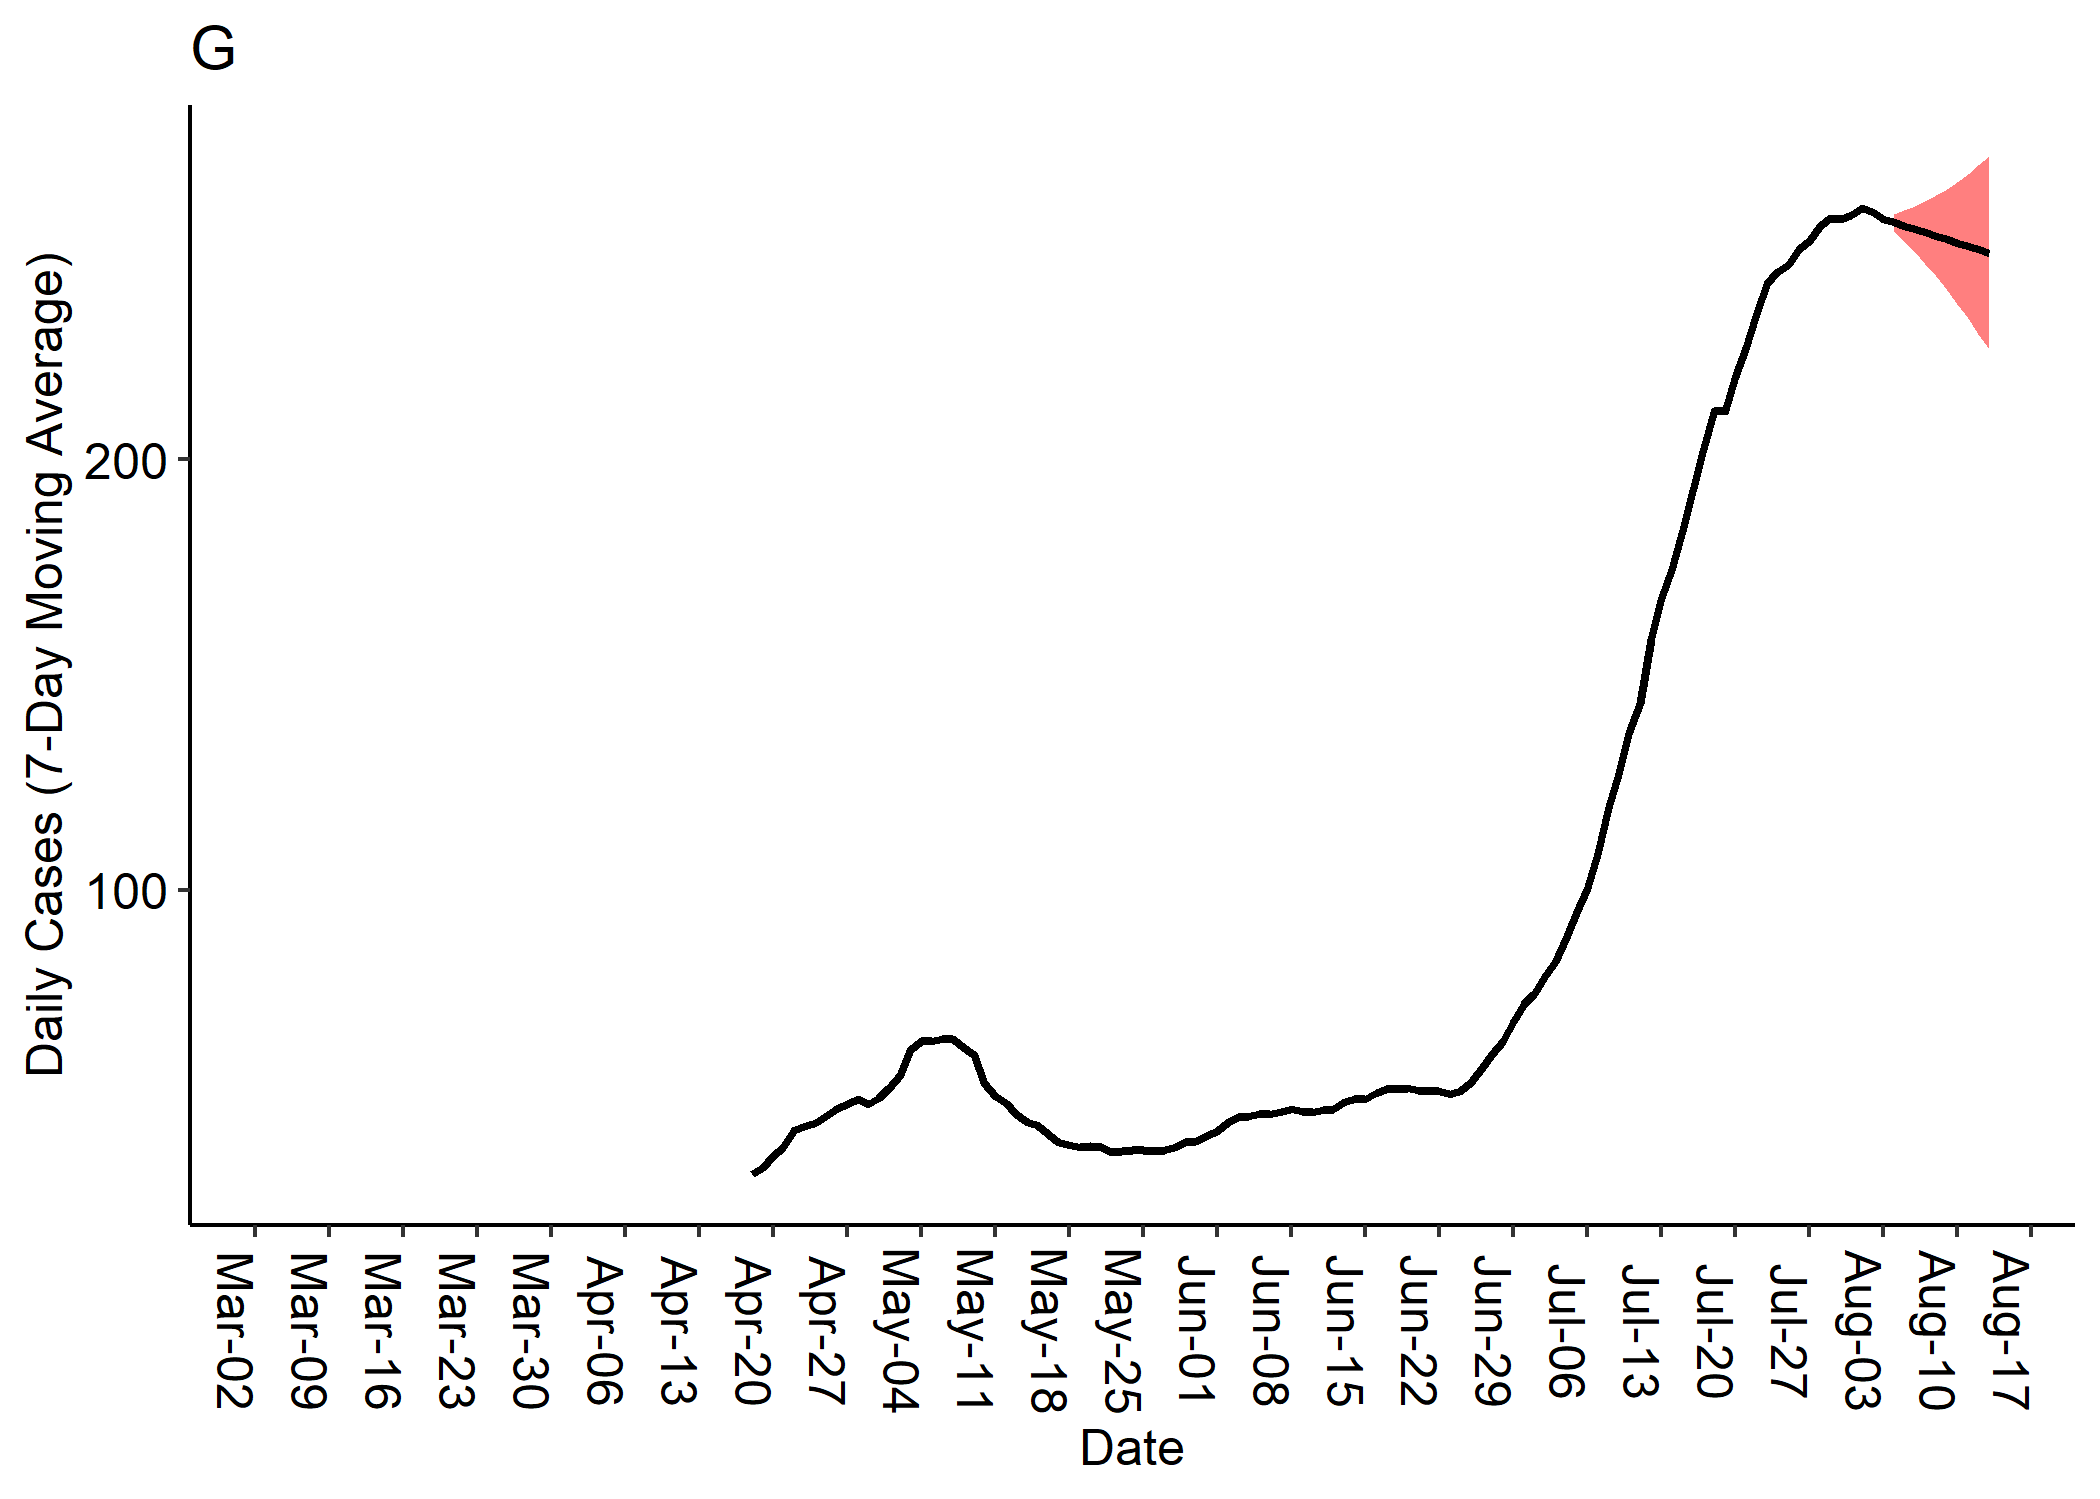 G
Daily Cases (7-Day Moving Average)
200
100
Mar-02
Mar-09
Mar-16
Mar-23
Mar-30
Apr-06
Apr-13
Apr-20
Apr-27
May-04
May-11
May-18
May-25
Jun-01
Jun-08
Jun-15
Jun-22
Jun-29
Jul-06
Jul-13
Jul-20
Jul-27
Aug-03
Aug-10
Aug-17
Date